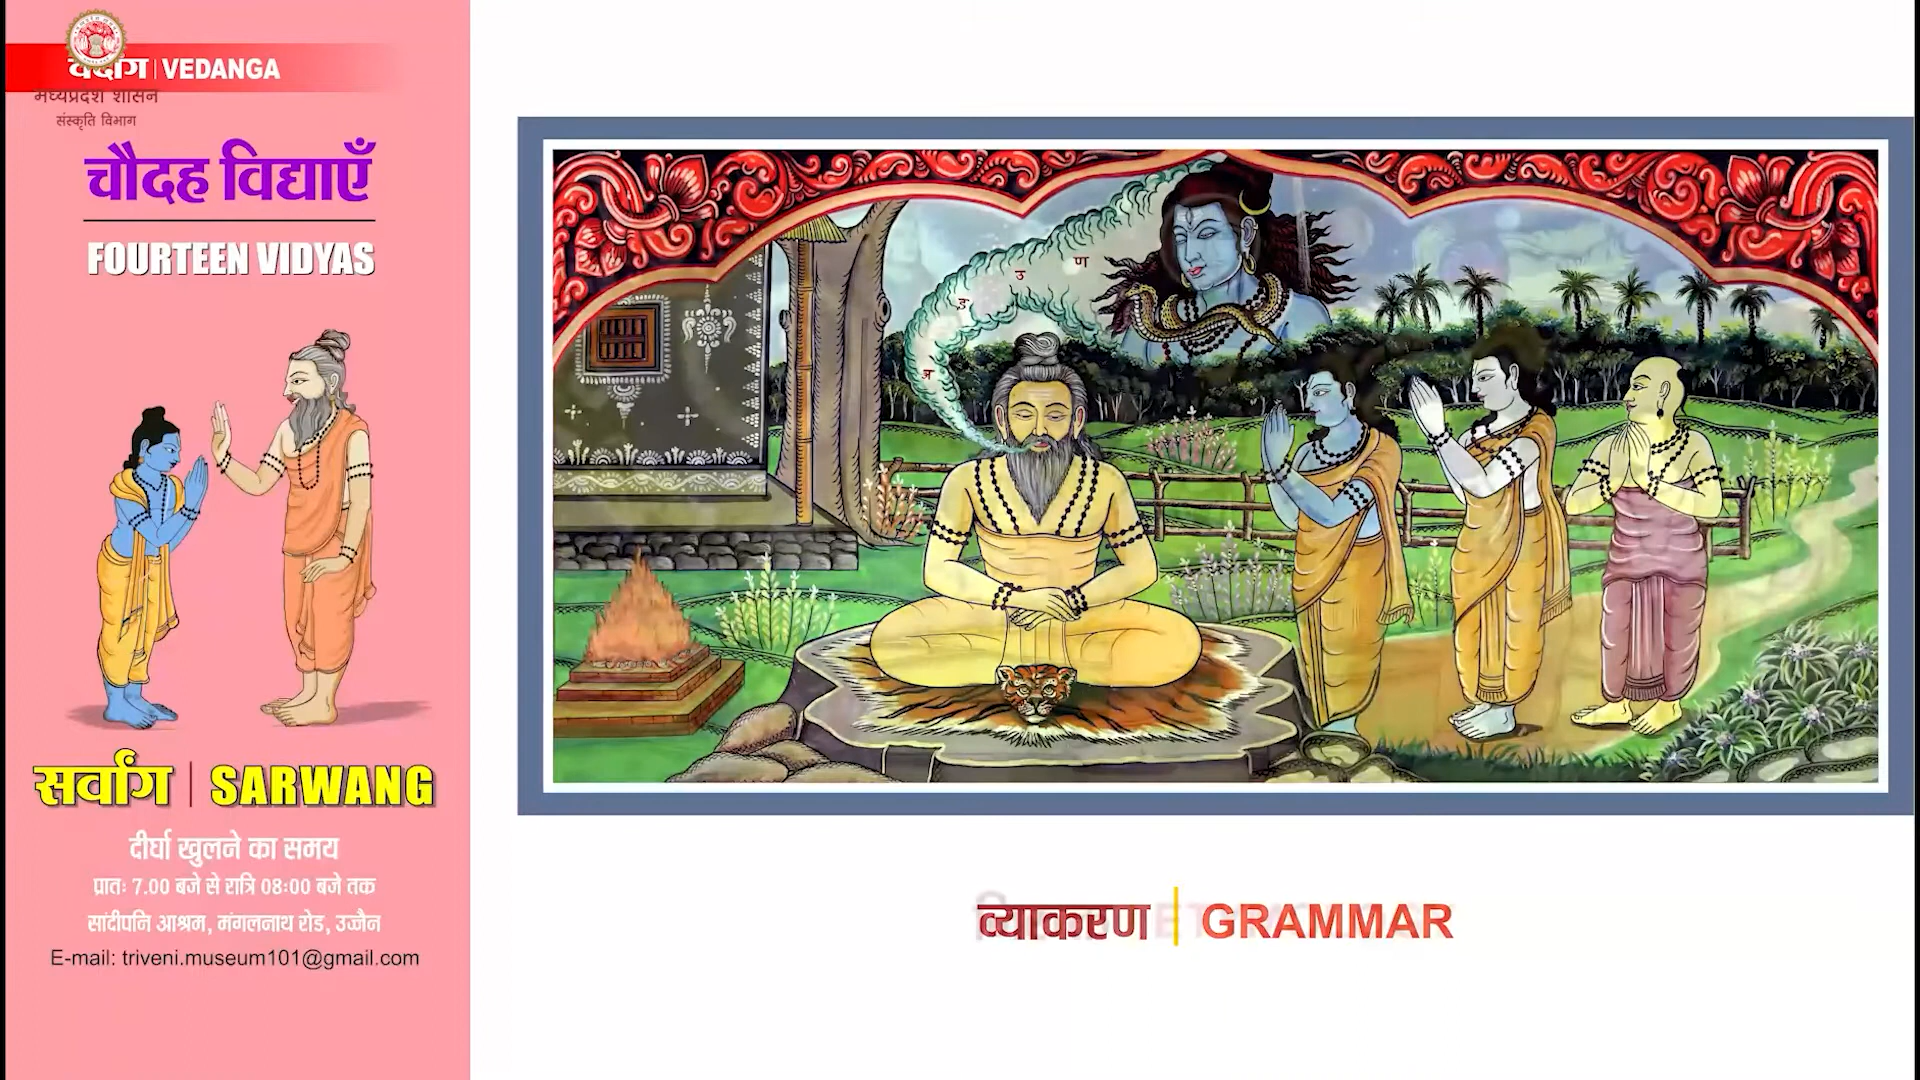 वेदांग | VEDANGA
मध्यप्रदेश शासन
संस्कृति विभाग
चौदह विद्याएँ
FOURTEEN VIDYAS
सर्वांग | SARWANG
दीर्घा खुलने का समय
प्रातः 7.00 बजे से रात्रि 08:00 बजे तक
सांदीपनि आश्रम, मंगलनाथ रोड, उज्जैन
E-mail: triveni.museum101@gmail.com
ण
उ
इ
अ
व्याकरण | GRAMMAR